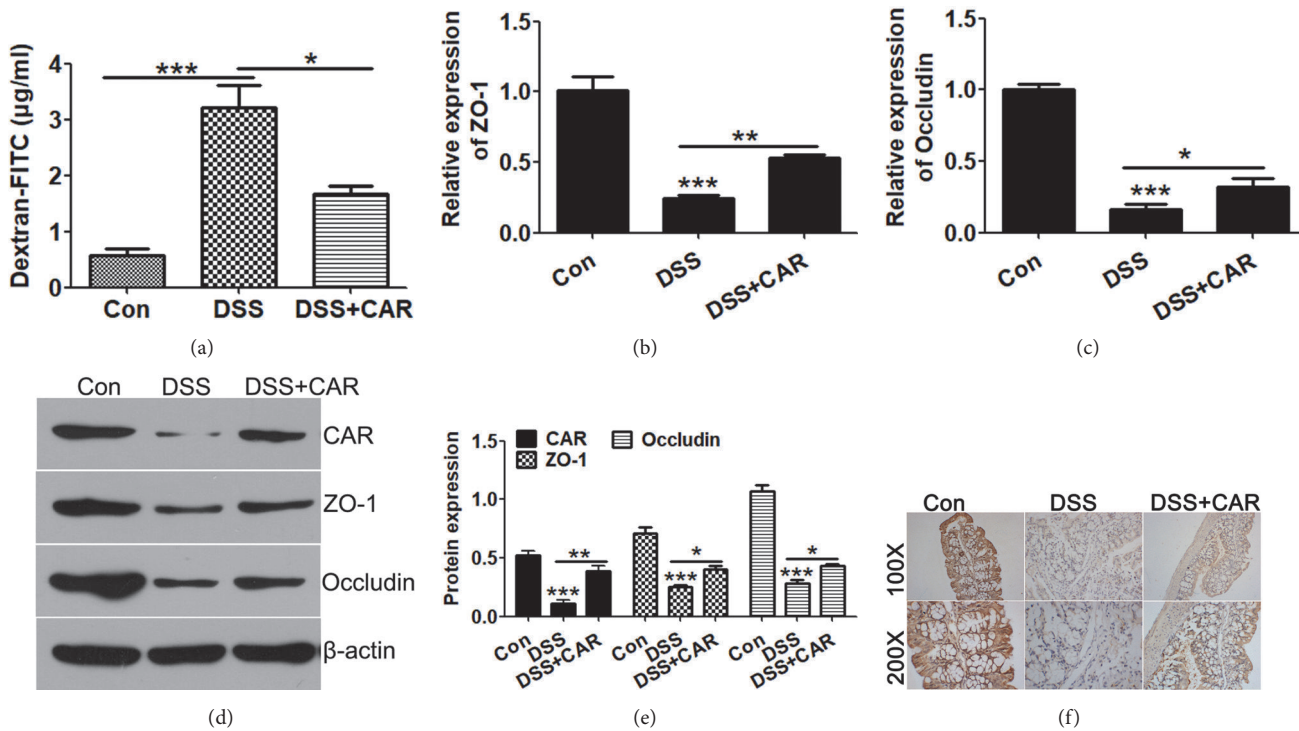 Dextran-FITC (μg/ml)
4
3
2
1
0
***
*
Con
DSS
DSS+CAR
(a)
Relative expression
of ZO-1
1.5
1.0
0.5
0.0
***
**
Con
DSS
DSS+CAR
(b)
Relative expression
of Occludin
1.5
1.0
0.5
0.0
***
*
Con
DSS
DSS+CAR
(c)
Con DSS DSS+CAR
CAR
ZO-1
Occludin
β-actin
(d)
Protein expression
1.5
1.0
0.5
0.0
CAR
Occludin
ZO-1
***
**
***
*
***
*
Con
DSS
DSS+CAR
Con
DSS
DSS+CAR
Con
DSS
DSS+CAR
(e)
Con DSS DSS+CAR
100X
200X
(f)